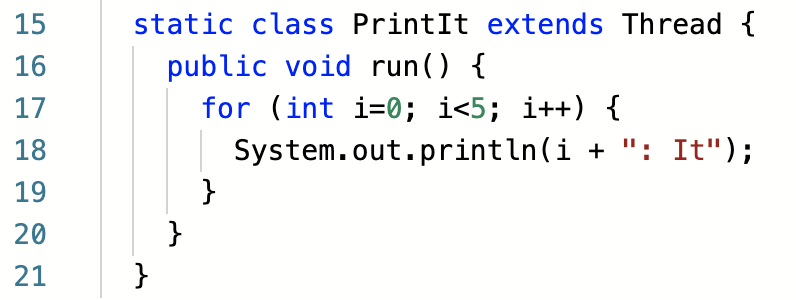 15 static class PrintIt extends Thread {
16 public void run() {
17 for (int i=0; i<5; i++) {
18 System.out.println(i + ": It");
19 }
20 }
21 }